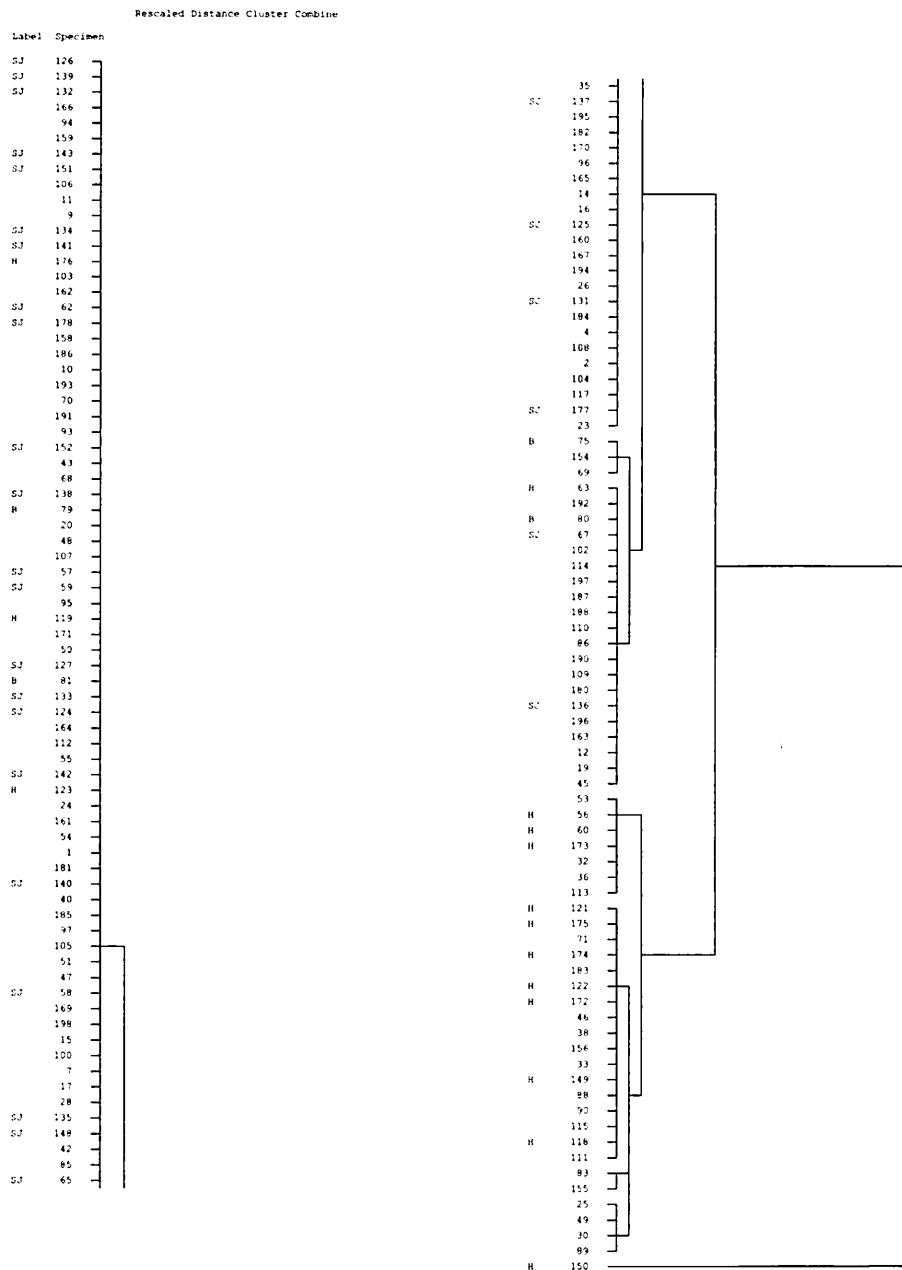 Rescaled Distance Cluster Combine
Label Specimen
SJ 126
SJ 139
SJ 132
166
94
159
SJ 143
SJ 151
106
11
9
SJ 134
SJ 141
H 176
103
162
SJ 62
SJ 178
158
186
10
193
70
191
93
SJ 152
43
68
SJ 138
B 79
20
48
107
SJ 57
SJ 59
95
H 119
171
50
SJ 127
B 81
SJ 133
SJ 124
164
112
55
SJ 142
H 123
24
161
54
1
181
SJ 140
40
185
97
105
51
47
SJ 58
169
198
15
100
7
17
28
SJ 135
SJ 148
42
85
SJ 65
35
SJ 137
195
182
170
96
165
14
16
SJ 125
160
167
194
26
SJ 131
184
4
108
2
104
117
SJ 177
23
B 75
154
69
H 63
192
B 80
SJ 67
102
114
197
187
188
110
86
190
109
180
SJ 136
196
163
12
19
45
53
H 56
H 60
H 173
32
36
113
H 121
H 175
71
H 174
183
H 122
H 172
46
38
156
33
H 149
88
90
115
H 118
111
83
155
25
49
30
89
H 150